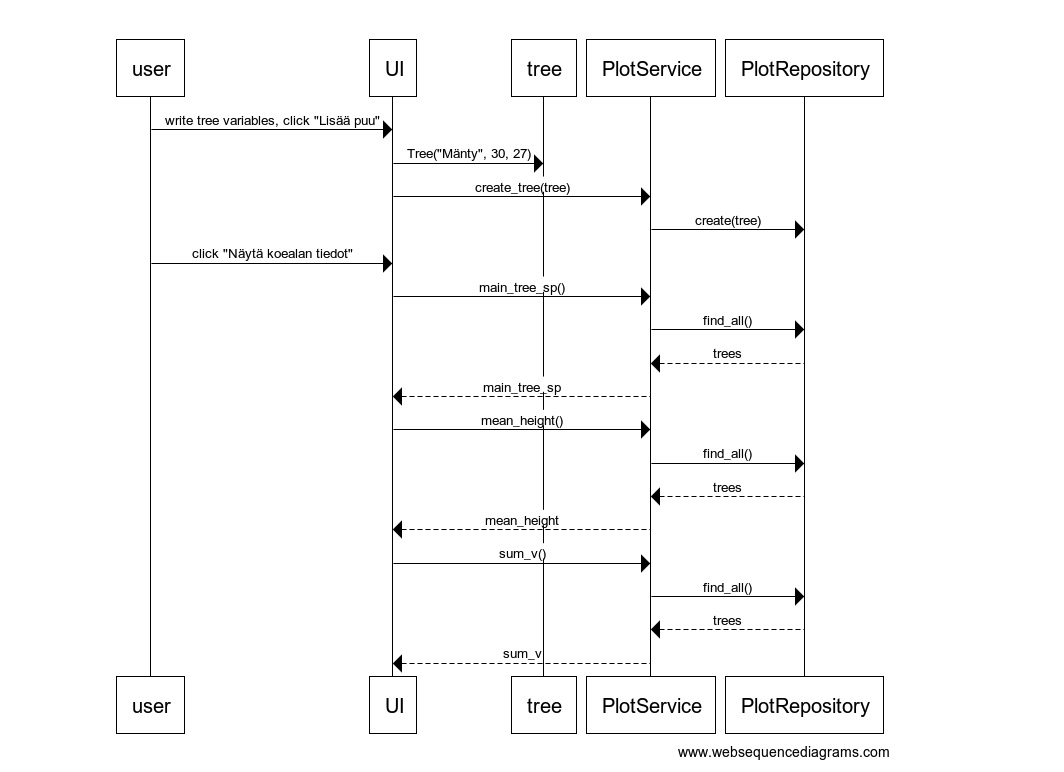 user UI tree PlotService PlotRepository
write tree variables, click "Lisää puu"
Tree("Mänty", 30, 27)
create_tree(tree)
create(tree)
click "Näytä koealan tiedot"
main_tree_sp()
find_all()
trees
main_tree_sp
mean_height()
find_all()
trees
mean_height
sum_v()
find_all()
trees
sum_v
user UI tree PlotService PlotRepository
www.websequencediagrams.com